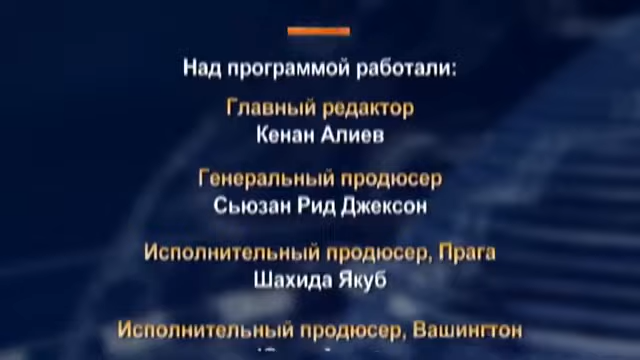 Над программой работали:
Главный редактор
Кенан Алиев
Генеральный продюсер
Сьюзан Рид Джексон
Исполнительный продюсер, Прага
Шахида Якуб
Исполнительный продюсер, Вашингтон